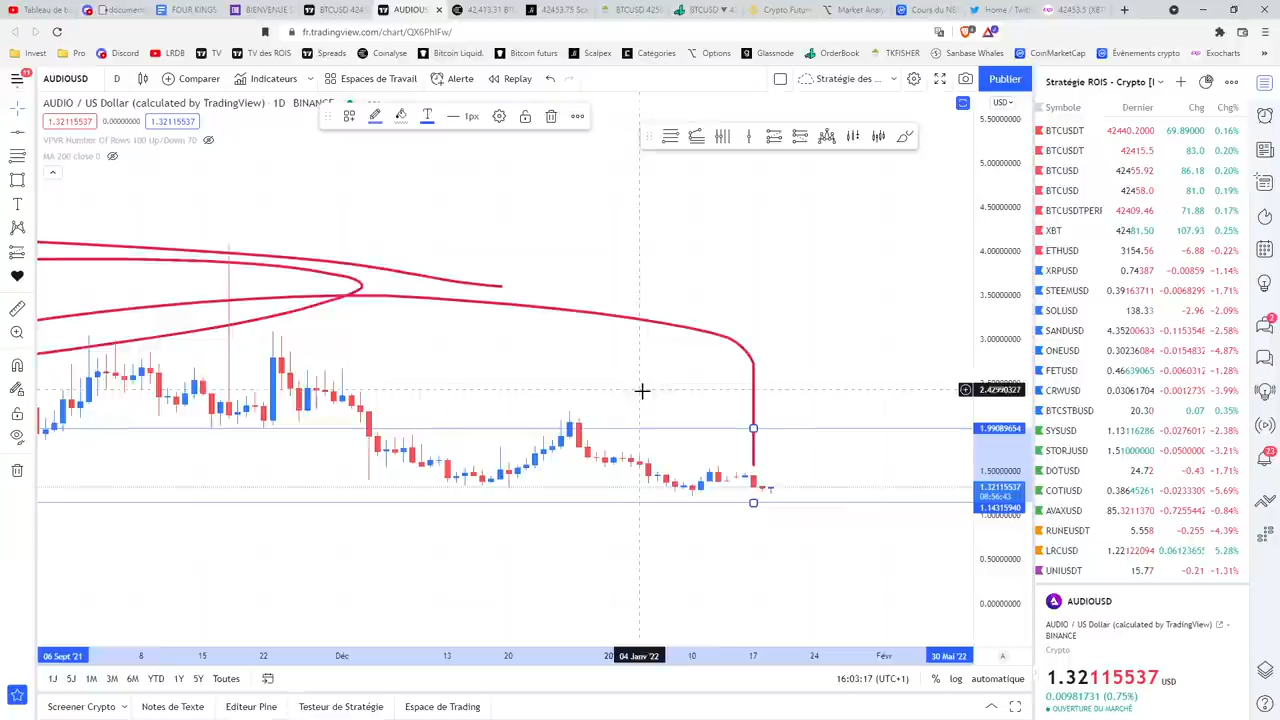 Tableau de b
document
FOUR KINGS
BIENVENUE
BTCUSD 424
AUDIOUS
42,413.31 BT
42453.75 Sca
BTCUSD 425
BTCUSD ▼ 4
Crypto Futur
Market Anal
Cours du NE
Home / Twitt
42453.5 (XBT
fr.tradingview.com/chart/QX6PhIFw/
Invest
Pro
Discord
LRDB
TV
TV des ROIS
Spreads
Coinalyse
Bitcoin Liquid.
Bitcoin futur
Scalpex
Catégories
Options
Glassnode
OrderBook
TKFISHER
Sanbase Whales
CoinMarketCap
Événements crypto
Exocharts
11
AUDIOUSD
D
Comparer
Indicateurs
Espaces de Travail
Alerte
Replay
Stratégie des ...
Publier
Stratégie ROIS - Crypto [
AUDIO / US Dollar (calculated by TradingView) · 1D · BINANCE
USD
1.32115537
0.00000000
1.32115537
1px
VPVR Number Of Rows 100 Up/Down 70
MA 200 close 0
5.50000000
5.00000000
4.50000000
4.00000000
3.50000000
3.00000000
2.42990327
1.99089654
1.50000000
1.32115537
08:56:43
1.14315940
1.00000000
0.50000000
0.00000000
Symbole Dernier Chg Chg%
BTCUSDT 42440.2000 69.89000 0.16%
BTCUSDT 42415.5 83.0 0.20%
BTCUSD 42455.92 86.18 0.20%
BTCUSD 42458.0 81.0 0.19%
BTCUSDTPERP 42409.46 71.88 0.17%
XBT 42481.50 107.93 0.25%
ETHUSD 3154.56 -6.88 -0.22%
XRPUSD 0.74387 -0.00859 -1.14%
STEEMUSD 0.39163711 -0.0068299 -1.71%
SOLUSD 138.33 -2.96 -2.09%
SANDUSD 4.35200633 -0.1153548 -2.58%
ONEUSD 0.30236084 -0.0154832 -4.87%
FETUSD 0.46639065 -0.0060312 -1.28%
CRWUSD 0.03061704 -0.0012739 -3.99%
BTCSTBUSD 20.30 0.07 0.35%
SYSUSD 1.13116286 -0.0276017 -2.38%
STORJUSD 1.51000000 -0.050000 -3.21%
DOTUSD 24.72 -0.43 -1.71%
COTIUSD 0.38645261 -0.0233309 -5.69%
AVAXUSD 85.3211370 -0.7255442 -0.84%
RUNEUSDT 5.558 -0.255 -4.39%
LRCUSD 1.22122094 0.06123655 5.28%
UNIUSDT 15.77 -0.21 -1.31%
2
23
AUDIOUSD
AUDIO / US Dollar (calculated by TradingView)
BINANCE
Crypto
1.32115537 USD
0.00981731 (0.75%)
OUVERTURE DU MARCHÉ
06 Sept '21
8
15
22
Déc
13
20
04 Janv '22
10
17
24
Févr
30 Mai '22
A
1J
5J
1M
3M
6M
YTD
1Y
5Y
Toutes
16:03:17 (UTC+1)
%
log
automatique
Screener Crypto
Notes de Texte
Editeur Pine
Testeur de Stratégie
Espace de Trading